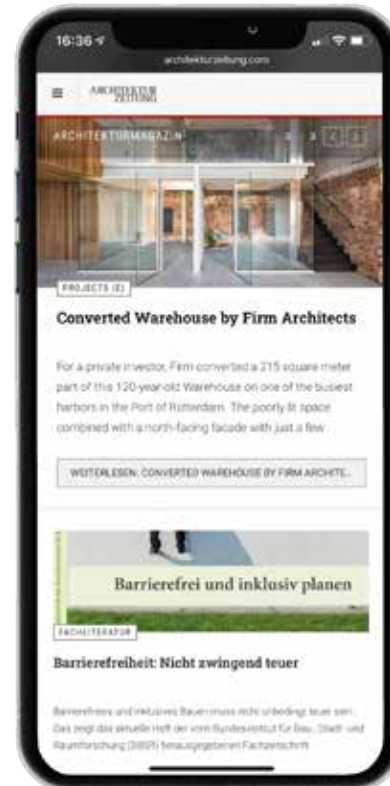 16:36
architekturzeitung.com
ARCHITEKTUR
ZEITUNG
ARCHITEKTURMAGAZIN
PROJECTS (E)
Converted Warehouse by Firm Architects
For a private investor, Firm converted a 215 square meter
part of this 120-year-old Warehouse on one of the busiest
harbors in the Port of Rotterdam. The poorly lit space
combined with a north-facing facade with just a few
WEITERLESEN: CONVERTED WAREHOUSE BY FIRM ARCHITE...
Barrierefrei und inklusiv planen
FACHLITERATUR
Barrierefreiheit: Nicht zwingend teuer
Barrierefreies und inklusives Bauen muss nicht unbedingt teuer sein.
Das zeigt das aktuelle Heft der vom Bundesinstitut für Bau-, Stadt- und
Raumforschung (BBSR) herausgegebenen Fachzeitschrift